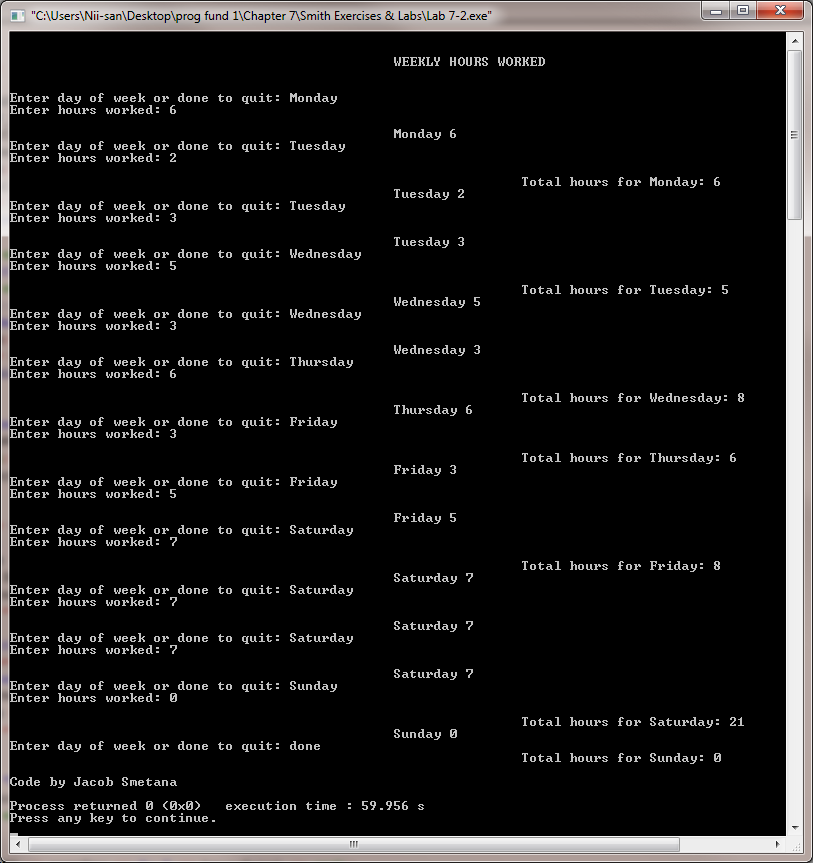 "C:\Users\Nii-san\Desktop\prog fund 1\Chapter 7\Smith Exercises & Labs\Lab 7-2.exe"
WEEKLY HOURS WORKED
Enter day of week or done to quit: Monday
Enter hours worked: 6
Monday 6
Enter day of week or done to quit: Tuesday
Enter hours worked: 2
Total hours for Monday: 6
Tuesday 2
Enter day of week or done to quit: Tuesday
Enter hours worked: 3
Tuesday 3
Enter day of week or done to quit: Wednesday
Enter hours worked: 5
Total hours for Tuesday: 5
Wednesday 5
Enter day of week or done to quit: Wednesday
Enter hours worked: 3
Wednesday 3
Enter day of week or done to quit: Thursday
Enter hours worked: 6
Total hours for Wednesday: 8
Thursday 6
Enter day of week or done to quit: Friday
Enter hours worked: 3
Total hours for Thursday: 6
Friday 3
Enter day of week or done to quit: Friday
Enter hours worked: 5
Friday 5
Enter day of week or done to quit: Saturday
Enter hours worked: 7
Total hours for Friday: 8
Saturday 7
Enter day of week or done to quit: Saturday
Enter hours worked: 7
Saturday 7
Enter day of week or done to quit: Saturday
Enter hours worked: 7
Saturday 7
Enter day of week or done to quit: Sunday
Enter hours worked: 0
Total hours for Saturday: 21
Sunday 0
Enter day of week or done to quit: done
Total hours for Sunday: 0
Code by Jacob Smetana
Process returned 0 (0x0)   execution time : 59.956 s
Press any key to continue.